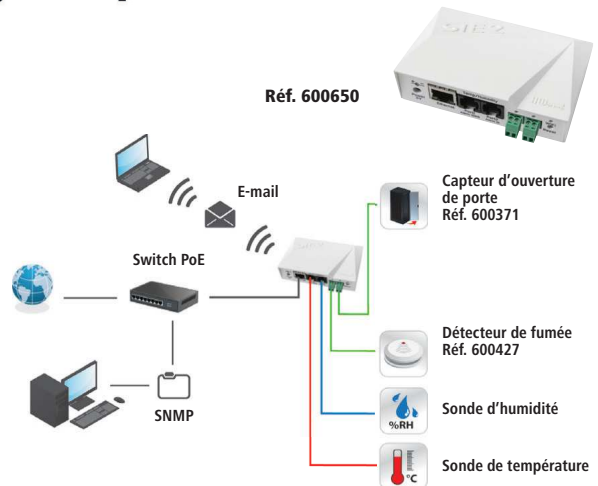 Réf. 600650
STE2
E-mail
Capteur d’ouverture
de porte
Réf. 600371
Switch PoE
Détecteur de fumée
Réf. 600427
SNMP
%RH
Sonde d’humidité
°C
Sonde de température